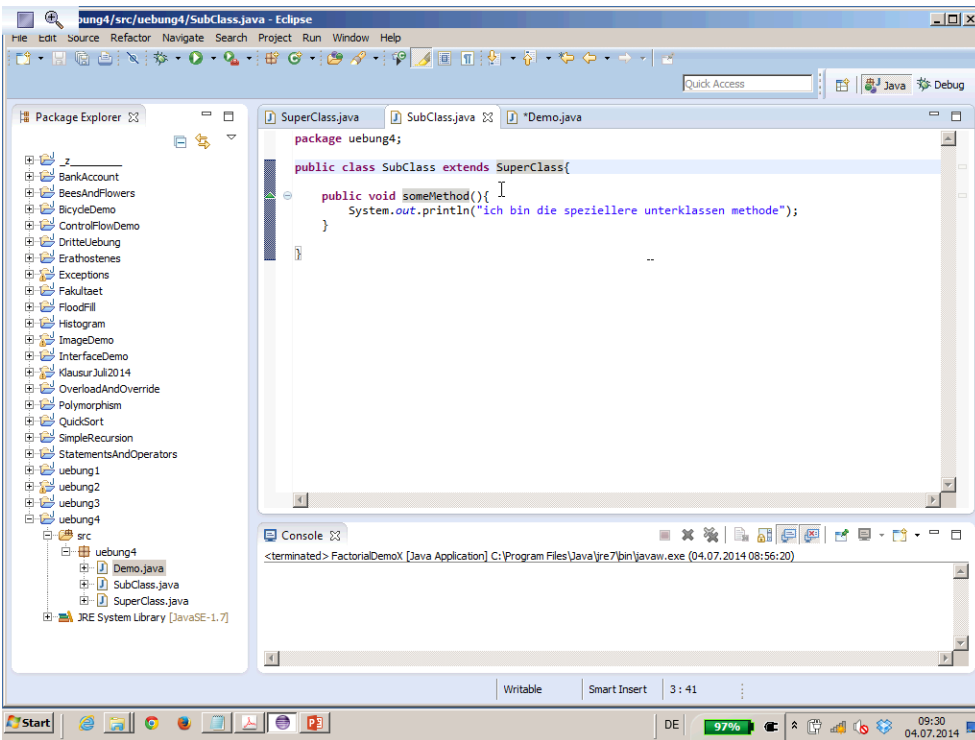 bung4/src/uebung4/SubClass.java - Eclipse
File Edit Source Refactor Navigate Search Project Run Window Help
Quick Access
Java
Debug
Package Explorer
_z_________
BankAccount
BeesAndFlowers
BicycleDemo
ControlFlowDemo
DritteUebung
Erathostenes
Exceptions
Fakultaet
FloodFill
Histogram
ImageDemo
InterfaceDemo
KlausurJuli2014
OverloadAndOverride
Polymorphism
QuickSort
SimpleRecursion
StatementsAndOperators
uebung1
uebung2
uebung3
uebung4
src
uebung4
Demo.java
SubClass.java
SuperClass.java
JRE System Library [JavaSE-1.7]
SuperClass.java
SubClass.java
*Demo.java
package uebung4;
public class SubClass extends SuperClass{
public void someMethod(){
System.out.println("ich bin die speziellere unterklassen methode");
}
}
--
Console
<terminated> FactorialDemoX [Java Application] C:\Program Files\Java\jre7\bin\javaw.exe (04.07.2014 08:56:20)
Writable
Smart Insert
3 : 41
Start
DE
97%
09:30
04.07.2014